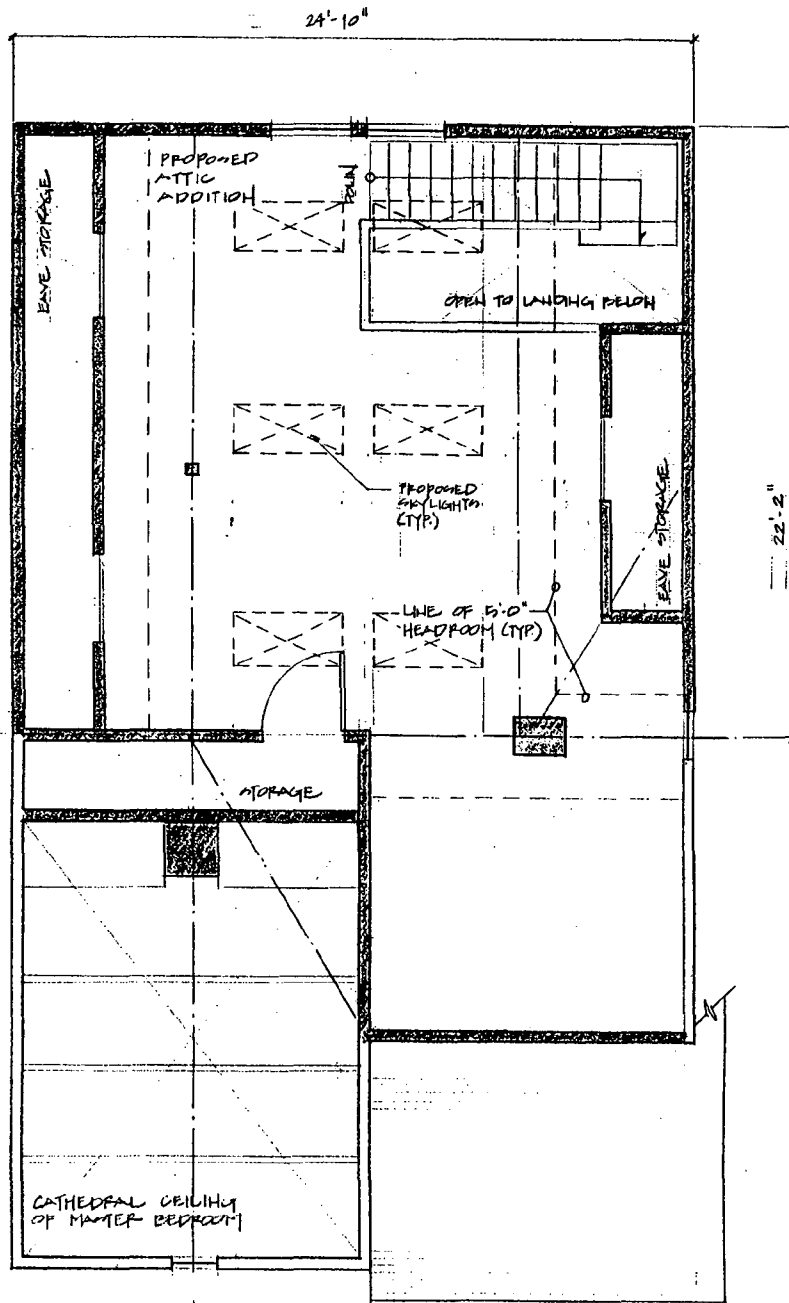 24'-10"
PROPOSED
ATTIC
ADDITION
DOWN
EAVE STORAGE
OPEN TO LANDING BELOW
PROPOSED
SKYLIGHTS
(TYP.)
22'-2"
EAVE STORAGE
LINE OF 5'-0"
HEADROOM (TYP.)
STORAGE
CATHEDRAL CEILING
OF MASTER BEDROOM